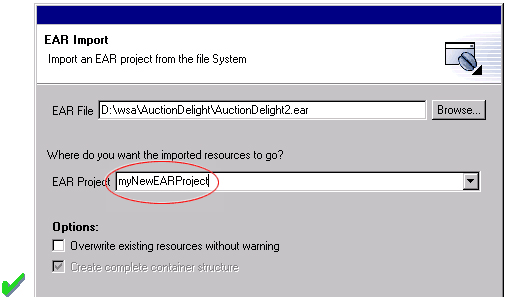 EAR Import
Import an EAR project from the file System
EAR File D:\wsa\AuctionDelight\AuctionDelight2.ear Browse...
Where do you want the imported resources to go?
EAR Project myNewEARProject
Options:
Overwrite existing resources without warning
Create complete container structure